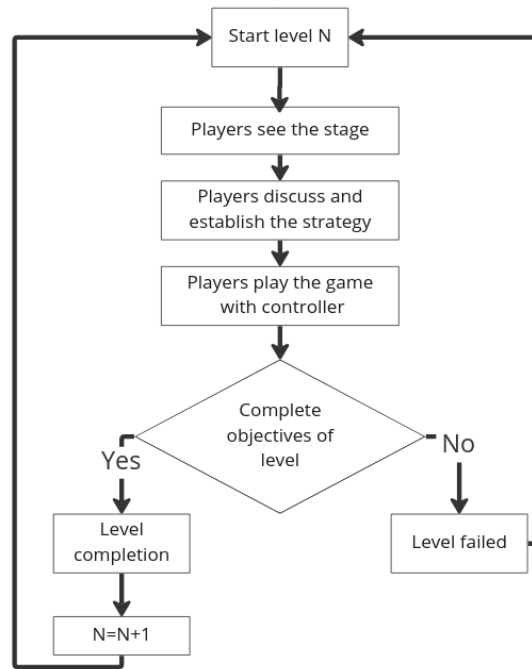 Start level N
Players see the stage
Players discuss and
establish the strategy
Players play the game
with controller
Complete
objectives of
level
Yes
No
Level
completion
Level failed
N=N+1